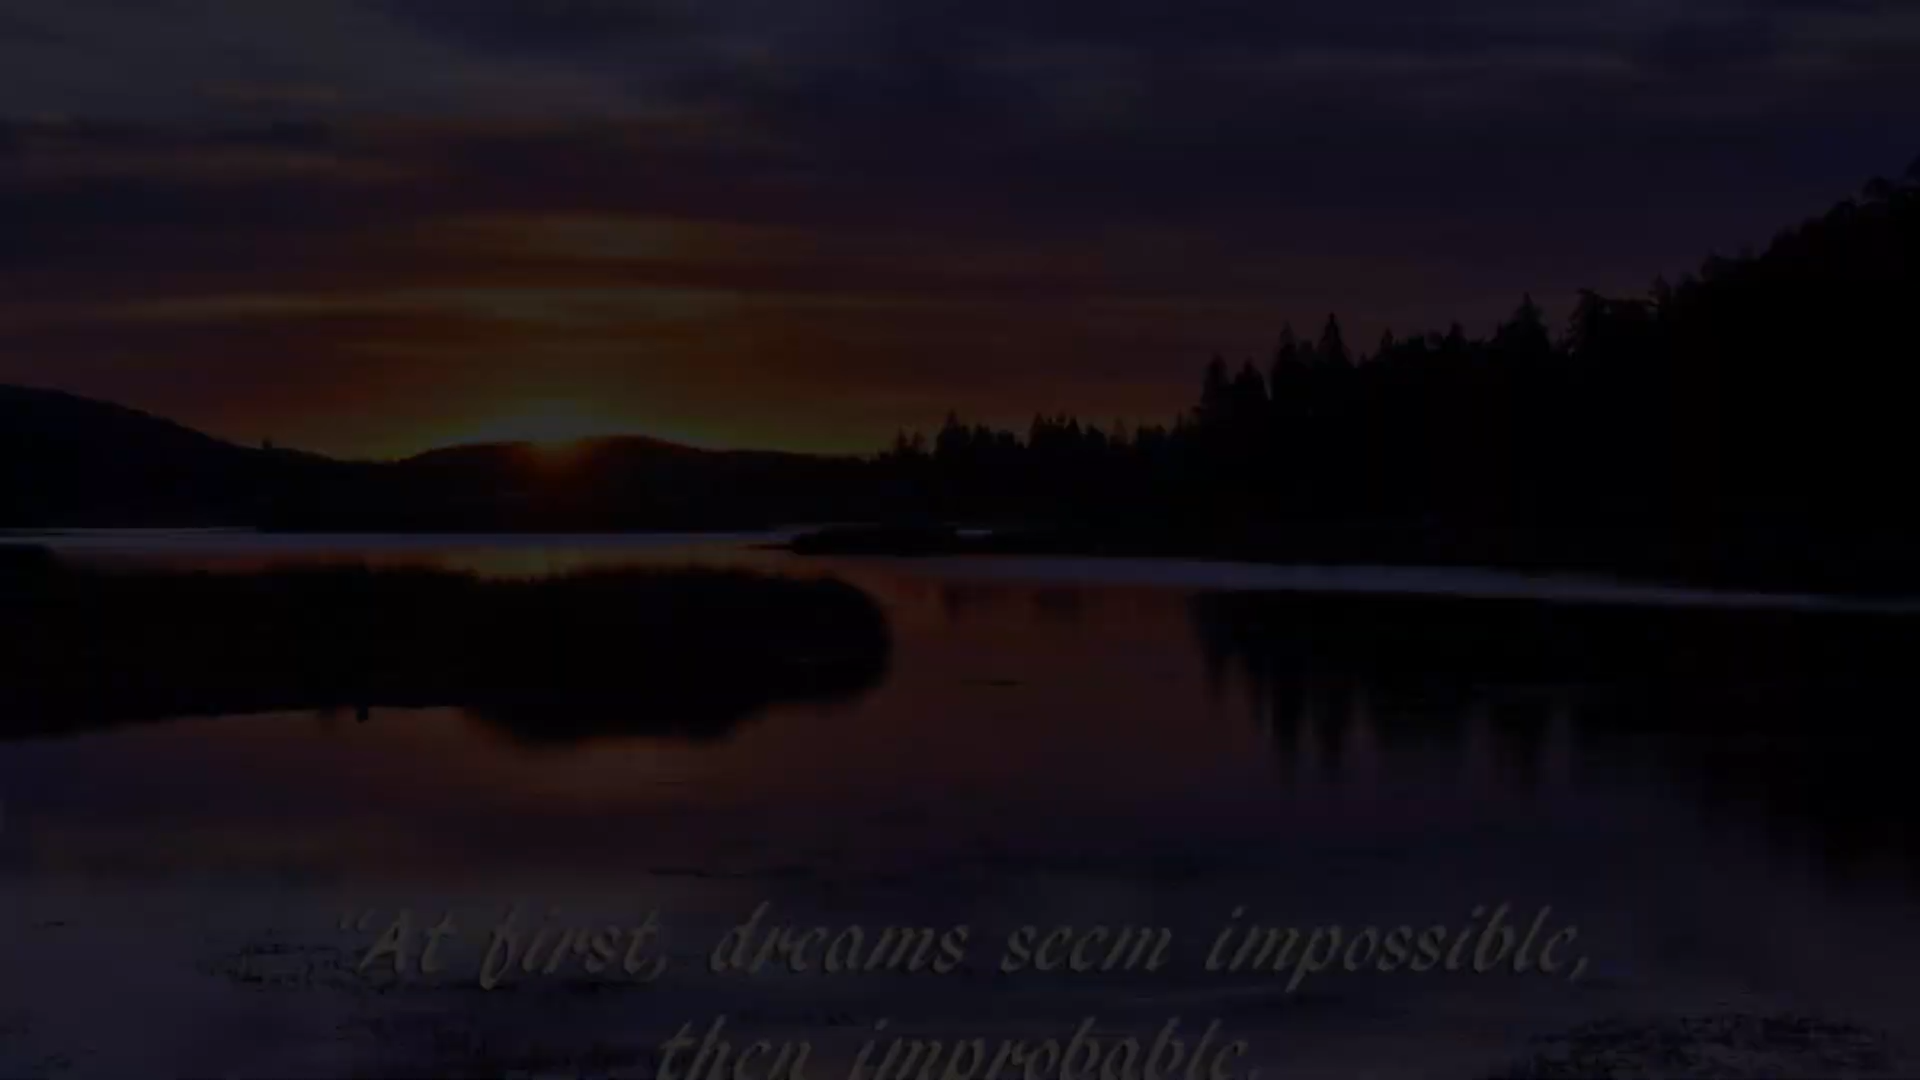 “At first, dreams seem impossible,
then improbable,